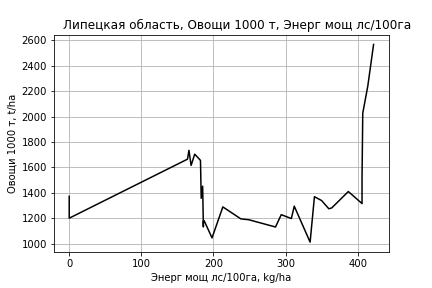 Липецкая область, Овощи 1000 т, Энерг мощ лс/100га
2600
2400
2200
2000
1800
1600
1400
1200
1000
Овощи 1000 т, t/ha
0 100 200 300 400
Энерг мощ лс/100га, kg/ha